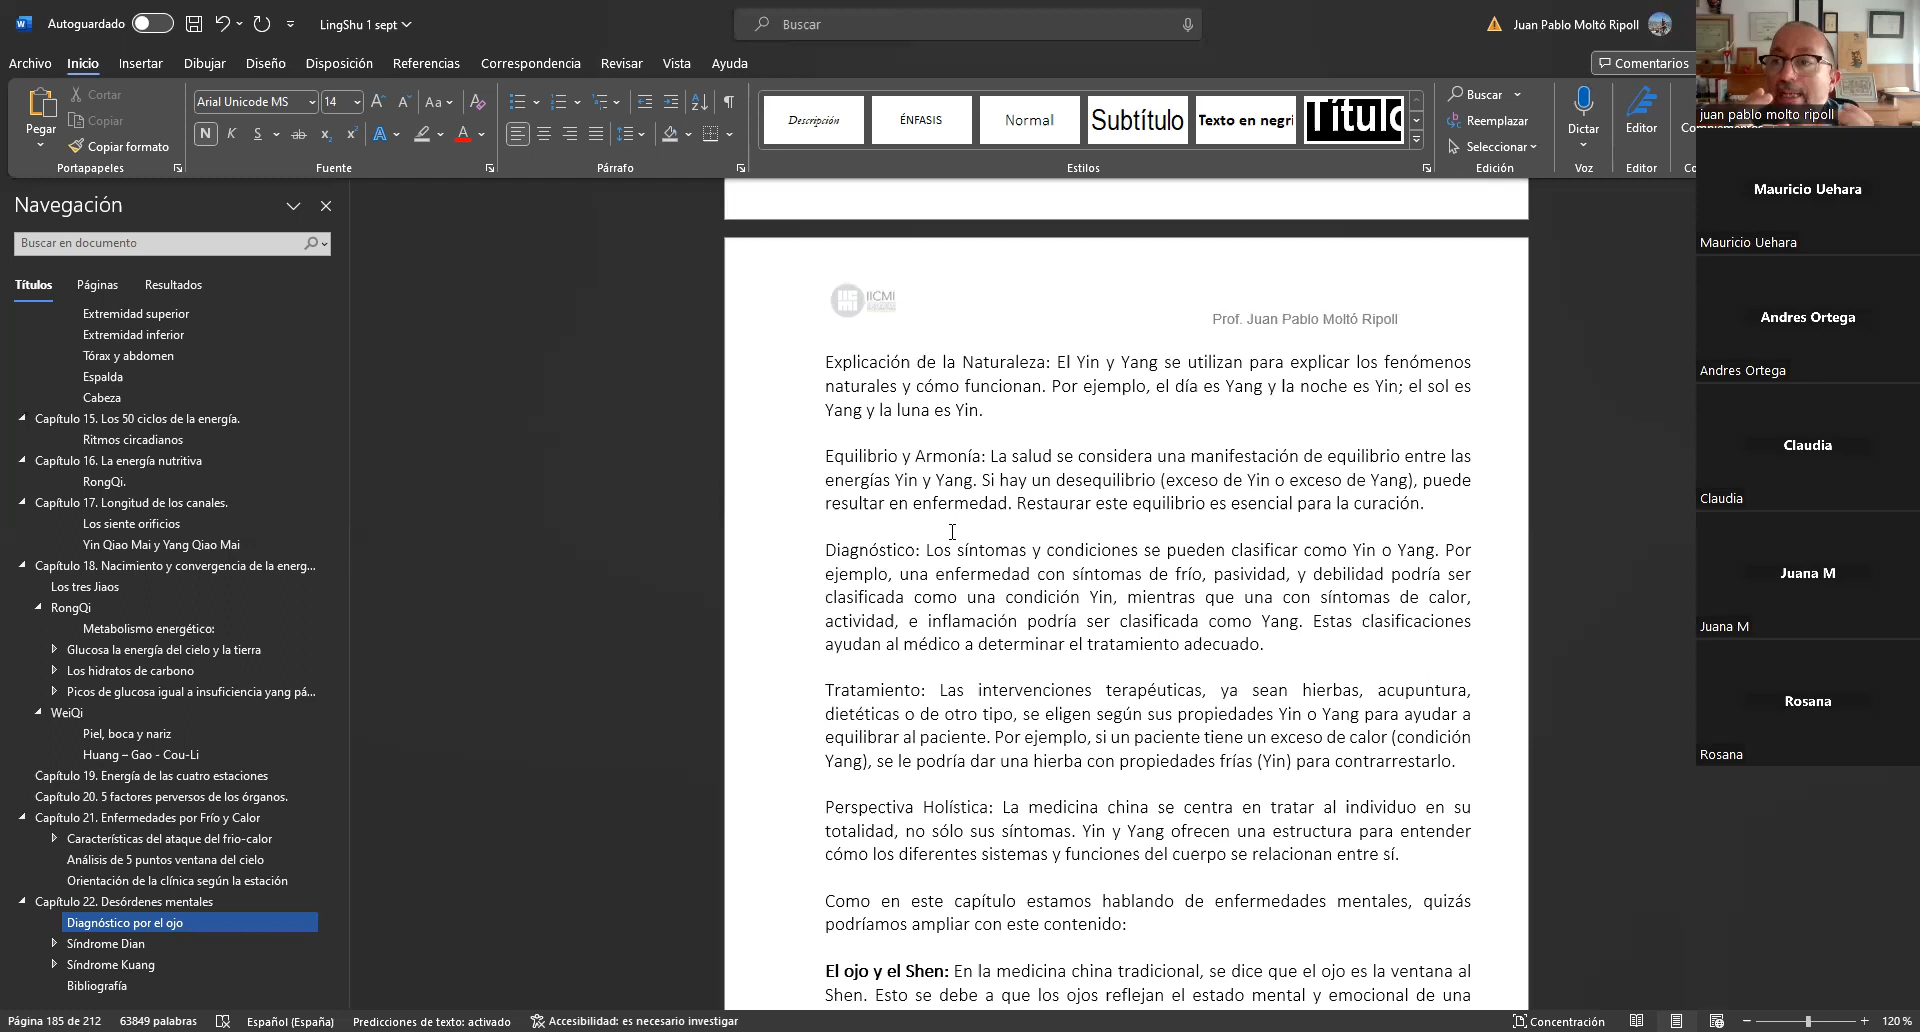 Autoguardado
LingShu 1 sept
Buscar
Juan Pablo Moltó Ripoll
Archivo Inicio Insertar Dibujar Diseño Disposición Referencias Correspondencia Revisar Vista Ayuda
Comentarios
Pegar
Cortar
Copiar
Copiar formato
Portapapeles
Arial Unicode MS 14
Aa
N K S ab x₂ x²
Fuente
Párrafo
Descripción
ÉNFASIS
Normal
Subtítulo
Texto en negri
Título
Estilos
Buscar
Reemplazar
Seleccionar
Edición
Dictar
Voz
Editor
Editor
juan pablo molto ripoll
Mauricio Uehara
Mauricio Uehara
Andres Ortega
Andres Ortega
Claudia
Claudia
Juana M
Juana M
Rosana
Rosana
Navegación
Buscar en documento
Títulos Páginas Resultados
Extremidad superior
Extremidad inferior
Tórax y abdomen
Espalda
Cabeza
Capítulo 15. Los 50 ciclos de la energía.
Ritmos circadianos
Capítulo 16. La energía nutritiva
RongQi.
Capítulo 17. Longitud de los canales.
Los siente orificios
Yin Qiao Mai y Yang Qiao Mai
Capítulo 18. Nacimiento y convergencia de la energ...
Los tres Jiaos
RongQi
Metabolismo energético:
Glucosa la energía del cielo y la tierra
Los hidratos de carbono
Picos de glucosa igual a insuficiencia yang pá...
WeiQi
Piel, boca y nariz
Huang – Gao - Cou-Li
Capítulo 19. Energía de las cuatro estaciones
Capítulo 20. 5 factores perversos de los órganos.
Capítulo 21. Enfermedades por Frío y Calor
Características del ataque del frio-calor
Análisis de 5 puntos ventana del cielo
Orientación de la clínica según la estación
Capítulo 22. Desórdenes mentales
Diagnóstico por el ojo
Síndrome Dian
Síndrome Kuang
Bibliografía
IICMI
Prof. Juan Pablo Moltó Ripoll
Explicación de la Naturaleza: El Yin y Yang se utilizan para explicar los fenómenos
naturales y cómo funcionan. Por ejemplo, el día es Yang y la noche es Yin; el sol es
Yang y la luna es Yin.
Equilibrio y Armonía: La salud se considera una manifestación de equilibrio entre las
energías Yin y Yang. Si hay un desequilibrio (exceso de Yin o exceso de Yang), puede
resultar en enfermedad. Restaurar este equilibrio es esencial para la curación.
Diagnóstico: Los síntomas y condiciones se pueden clasificar como Yin o Yang. Por
ejemplo, una enfermedad con síntomas de frío, pasividad, y debilidad podría ser
clasificada como una condición Yin, mientras que una con síntomas de calor,
actividad, e inflamación podría ser clasificada como Yang. Estas clasificaciones
ayudan al médico a determinar el tratamiento adecuado.
Tratamiento: Las intervenciones terapéuticas, ya sean hierbas, acupuntura,
dietéticas o de otro tipo, se eligen según sus propiedades Yin o Yang para ayudar a
equilibrar al paciente. Por ejemplo, si un paciente tiene un exceso de calor (condición
Yang), se le podría dar una hierba con propiedades frías (Yin) para contrarrestarlo.
Perspectiva Holística: La medicina china se centra en tratar al individuo en su
totalidad, no sólo sus síntomas. Yin y Yang ofrecen una estructura para entender
cómo los diferentes sistemas y funciones del cuerpo se relacionan entre sí.
Como en este capítulo estamos hablando de enfermedades mentales, quizás
podríamos ampliar con este contenido:
El ojo y el Shen: En la medicina china tradicional, se dice que el ojo es la ventana al
Shen. Esto se debe a que los ojos reflejan el estado mental y emocional de una
Página 185 de 212 63849 palabras Español (España) Predicciones de texto: activado Accesibilidad: es necesario investigar
Concentración 120 %